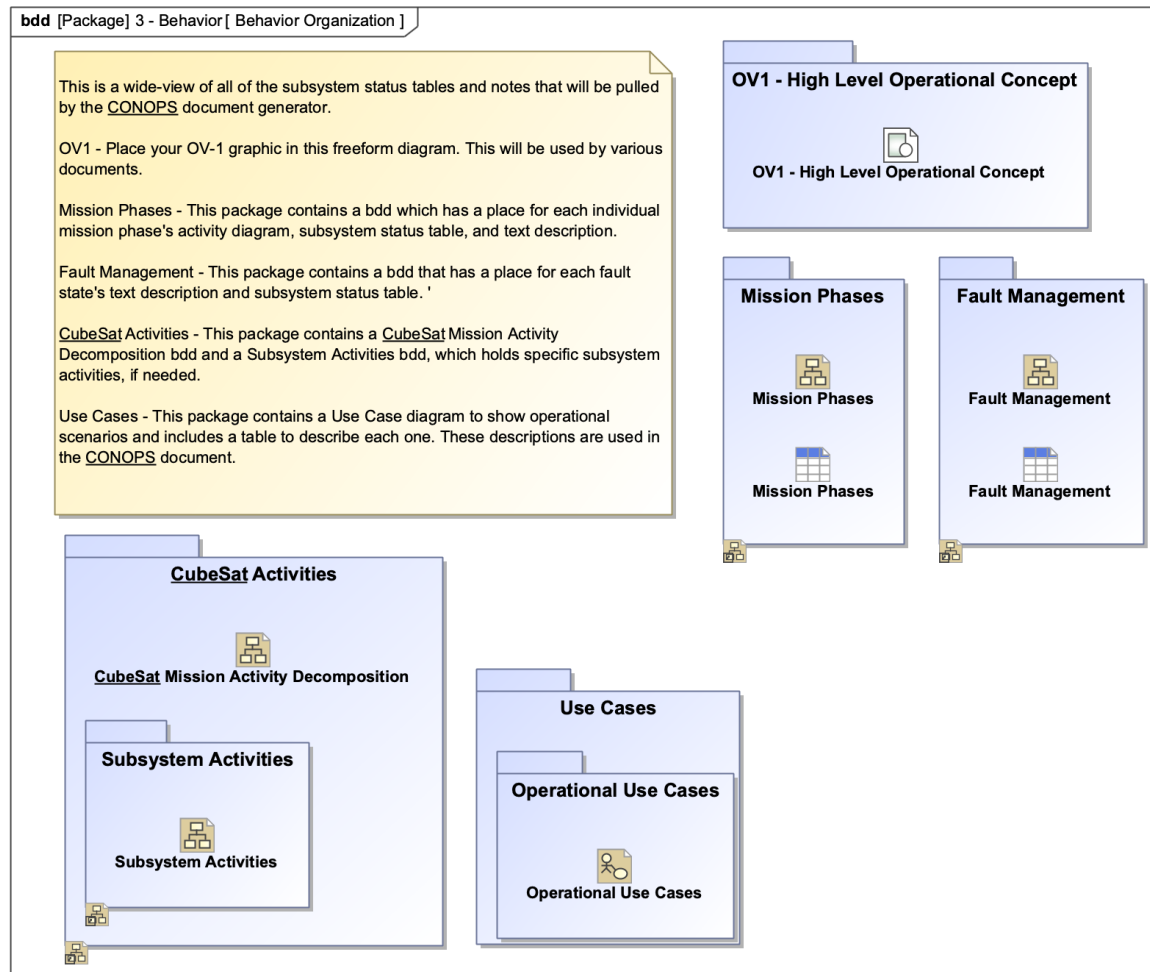 bdd [Package] 3 - Behavior [ Behavior Organization ]
This is a wide-view of all of the subsystem status tables and notes that will be pulled
by the CONOPS document generator.
OV1 - Place your OV-1 graphic in this freeform diagram. This will be used by various
documents.
Mission Phases - This package contains a bdd which has a place for each individual
mission phase's activity diagram, subsystem status table, and text description.
Fault Management - This package contains a bdd that has a place for each fault
state's text description and subsystem status table. '
CubeSat Activities - This package contains a CubeSat Mission Activity
Decomposition bdd and a Subsystem Activities bdd, which holds specific subsystem
activities, if needed.
Use Cases - This package contains a Use Case diagram to show operational
scenarios and includes a table to describe each one. These descriptions are used in
the CONOPS document.
OV1 - High Level Operational Concept
OV1 - High Level Operational Concept
Mission Phases
Mission Phases
Mission Phases
Fault Management
Fault Management
Fault Management
CubeSat Activities
CubeSat Mission Activity Decomposition
Subsystem Activities
Subsystem Activities
Use Cases
Operational Use Cases
Operational Use Cases